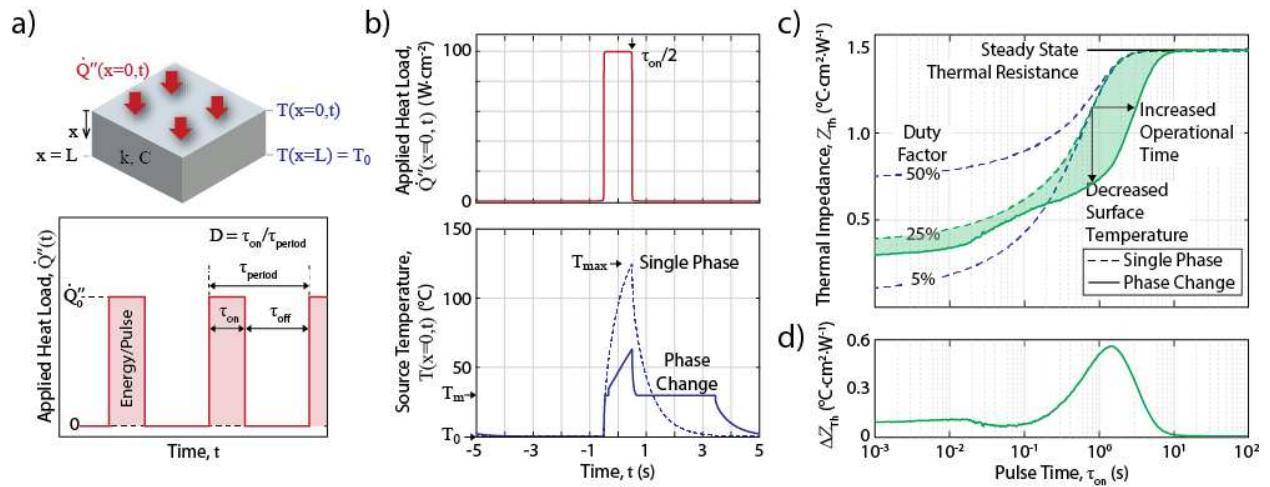 a)
Q̇″(x=0,t)
T(x=0,t)
x
x = L
k, C
T(x=L) = T₀
D = τon/τperiod
τperiod
Q̇″₀
τon
τoff
Energy/Pulse
0
Applied Heat Load, Q̇″(t)
Time, t
b)
Applied Heat Load,
Q̇″(x=0, t) (W·cm⁻²)
100
50
0
τon/2
Source Temperature,
T(x=0,t) (ºC)
150
100
50
Tm
T₀
Tmax
Single Phase
Phase
Change
-5
-3
-1
1
3
5
Time, t (s)
c)
Thermal Impedance, ZTh (°C·cm²·W⁻¹)
1.5
1.0
0.5
Steady State
Thermal Resistance
Duty
Factor
50%
25%
5%
Increased
Operational
Time
Decreased
Surface
Temperature
Single Phase
Phase Change
d)
ΔZTh (°C·cm²·W⁻¹)
0.6
0.3
0
10⁻³
10⁻²
10⁻¹
10⁰
10¹
10²
Pulse Time, τon (s)